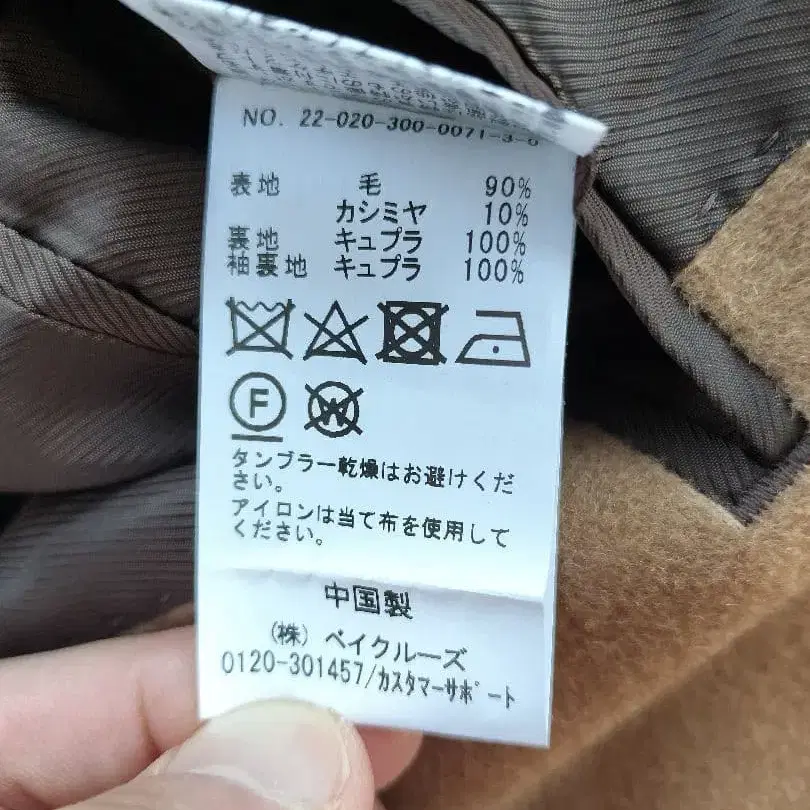 NO. 22-020-300-0071-3-0
表地 毛 90%
カシミヤ 10%
裏地 キュプラ 100%
袖裏地 キュプラ 100%
F
W
タンブラー乾燥はお避けくだ
さい。
アイロンは当て布を使用して
ください。
中国製
(株) ベイクルーズ
0120-301457/カスタマーサポート